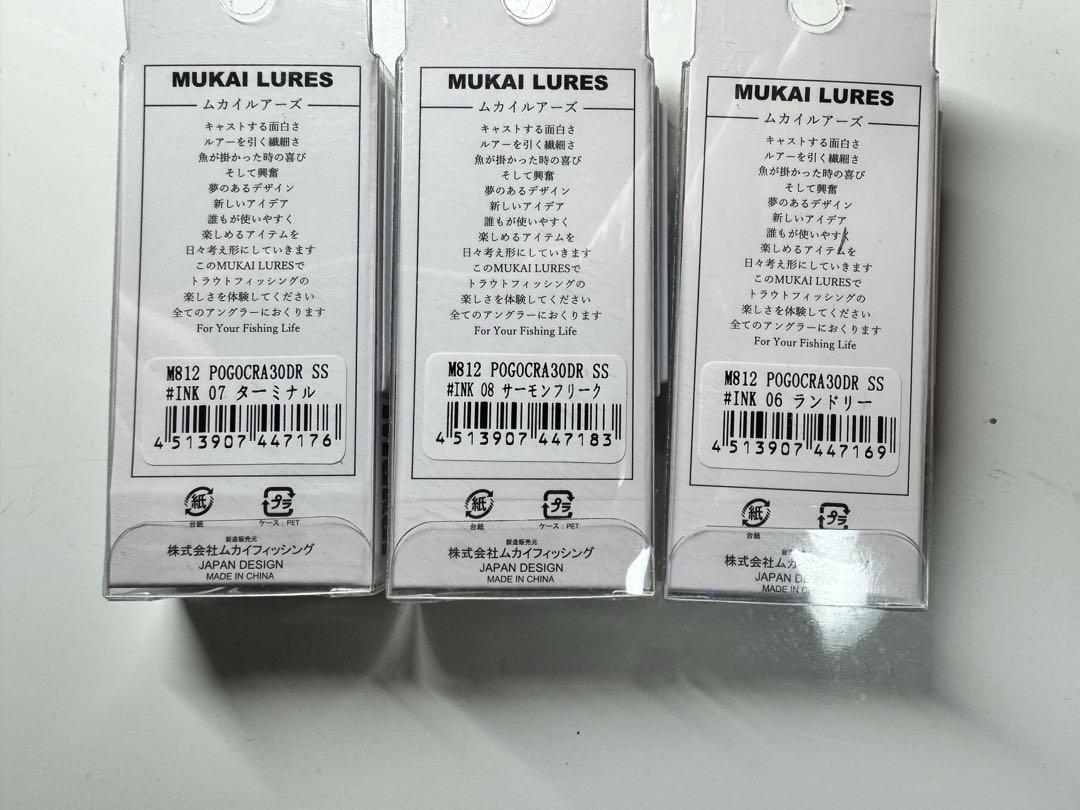 MUKAI LURES
ムカイルアーズ
キャストする面白さ
ルアーを引く繊細さ
魚が掛かった時の喜び
そして興奮
夢のあるデザイン
新しいアイデア
誰もが使いやすく
楽しめるアイテムを
日々考え形にしていきます
このMUKAI LURESで
トラウトフィッシングの
楽しさを体験してください
全てのアングラーにおくります
For Your Fishing Life
M812 POGOCRA30DR SS
#INK 07 ターミナル
4 513907 447176
紙
プラ
台紙
ケース：PET
製造販売元
株式会社ムカイフィッシング
JAPAN DESIGN
MADE IN CHINA
MUKAI LURES
ムカイルアーズ
キャストする面白さ
ルアーを引く繊細さ
魚が掛かった時の喜び
そして興奮
夢のあるデザイン
新しいアイデア
誰もが使いやすく
楽しめるアイテムを
日々考え形にしていきます
このMUKAI LURESで
トラウトフィッシングの
楽しさを体験してください
全てのアングラーにおくります
For Your Fishing Life
M812 POGOCRA30DR SS
#INK 08 サーモンフリーク
4 513907 447183
紙
プラ
台紙
ケース：PET
製造販売元
株式会社ムカイフィッシング
JAPAN DESIGN
MADE IN CHINA
MUKAI LURES
ムカイルアーズ
キャストする面白さ
ルアーを引く繊細さ
魚が掛かった時の喜び
そして興奮
夢のあるデザイン
新しいアイデア
誰もが使いやすく
楽しめるアイテムを
日々考え形にしていきます
このMUKAI LURESで
トラウトフィッシングの
楽しさを体験してください
全てのアングラーにおくります
For Your Fishing Life
M812 POGOCRA30DR SS
#INK 06 ランドリー
4 513907 447169
紙
プラ
台紙
株式会社ムカ
JAPAN DESIGN
MADE IN